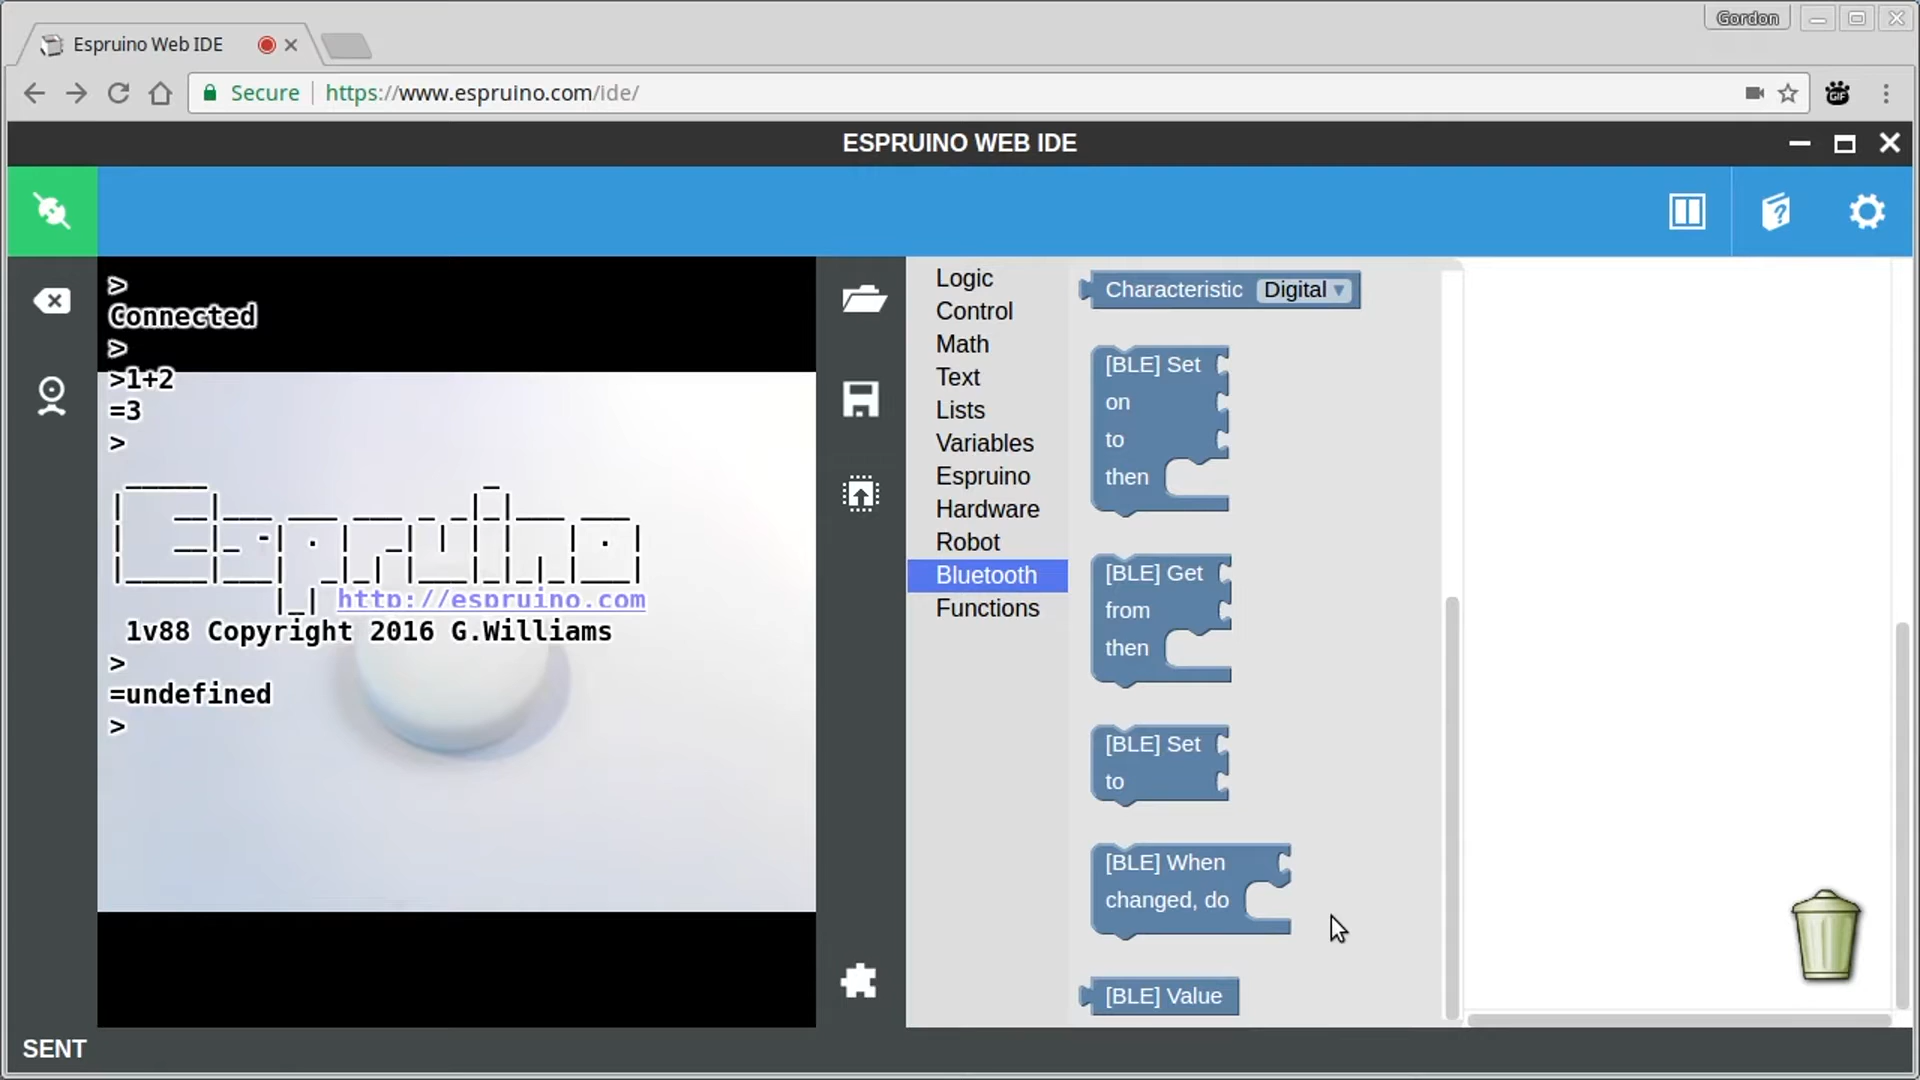 Gordon
Espruino Web IDE
Secure
https://www.espruino.com/ide/
GIF
ESPRUINO WEB IDE
>
Connected
>
>1+2
=3
>
Espruino
http://espruino.com
1v88 Copyright 2016 G.Williams
>
=undefined
>
SENT
Logic
Control
Math
Text
Lists
Variables
Espruino
Hardware
Robot
Bluetooth
Functions
Characteristic Digital
[BLE] Set
on
to
then
[BLE] Get
from
then
[BLE] Set
to
[BLE] When
changed, do
[BLE] Value